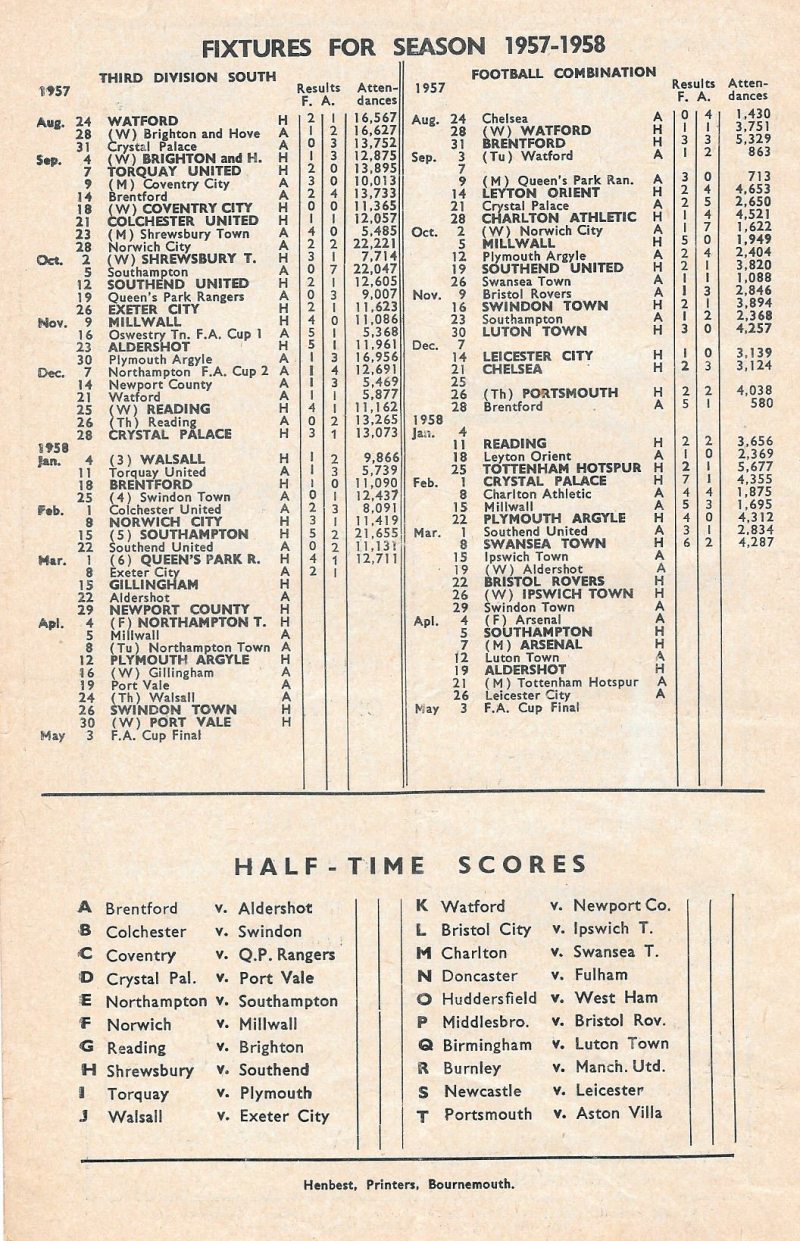 FIXTURES FOR SEASON 1957-1958
THIRD DIVISION SOUTH
1957 Results Atten-
F. A. dances
Aug. 24 WATFORD H 2 1 16,567
28 (W) Brighton and Hove A 1 2 16,627
31 Crystal Palace A 0 3 13,752
Sep. 4 (W) BRIGHTON and H. H 1 3 12,875
7 TORQUAY UNITED H 2 0 13,895
9 (M) Coventry City A 3 0 10,013
14 Brentford A 2 4 13,733
18 (W) COVENTRY CITY H 0 0 11,365
21 COLCHESTER UNITED H 1 1 12,057
23 (M) Shrewsbury Town A 4 0 5,485
28 Norwich City A 2 2 22,221
Oct. 2 (W) SHREWSBURY T. H 3 1 7,714
5 Southampton A 0 7 22,047
12 SOUTHEND UNITED H 2 1 12,605
19 Queen's Park Rangers A 0 3 9,007
26 EXETER CITY H 2 1 11,623
Nov. 9 MILLWALL H 4 0 11,086
16 Oswestry Tn. F.A. Cup 1 A 5 1 5,368
23 ALDERSHOT H 5 1 11,961
30 Plymouth Argyle A 1 3 16,956
Dec. 7 Northampton F.A. Cup 2 A 1 4 12,691
14 Newport County A 1 3 5,469
21 Watford A 1 1 5,877
25 (W) READING H 4 1 11,162
26 (Th) Reading A 0 2 13,265
28 CRYSTAL PALACE H 3 1 13,073
1958
Jan. 4 (3) WALSALL H 1 2 9,866
11 Torquay United A 1 3 5,739
18 BRENTFORD H 1 0 11,090
25 (4) Swindon Town A 0 1 12,437
Feb. 1 Colchester United A 2 3 8,091
8 NORWICH CITY H 3 1 11,419
15 (5) SOUTHAMPTON H 5 2 21,655
22 Southend United A 0 2 11,131
Mar. 1 (6) QUEEN'S PARK R. H 4 1 12,711
8 Exeter City A 2 1
15 GILLINGHAM H
22 Aldershot A
29 NEWPORT COUNTY H
Apl. 4 (F) NORTHAMPTON T. H
5 Millwall A
8 (Tu) Northampton Town A
12 PLYMOUTH ARGYLE H
16 (W) Gillingham A
19 Port Vale A
24 (Th) Walsall A
26 SWINDON TOWN H
30 (W) PORT VALE H
May 3 F.A. Cup Final
FOOTBALL COMBINATION
1957 Results Atten-
F. A. dances
Aug. 24 Chelsea A 0 4 1,430
28 (W) WATFORD H 1 1 3,751
31 BRENTFORD H 3 3 5,329
Sep. 3 (Tu) Watford A 1 2 863
7
9 (M) Queen's Park Ran. A 3 0 713
14 LEYTON ORIENT H 2 4 4,653
21 Crystal Palace A 2 5 2,650
28 CHARLTON ATHLETIC H 1 4 4,521
Oct. 2 (W) Norwich City A 1 7 1,622
5 MILLWALL H 5 0 1,949
12 Plymouth Argyle A 2 4 2,404
19 SOUTHEND UNITED H 2 1 3,820
26 Swansea Town A 1 1 1,088
Nov. 9 Bristol Rovers A 1 3 2,846
16 SWINDON TOWN H 2 1 3,894
23 Southampton A 1 2 2,368
30 LUTON TOWN H 3 0 4,257
Dec. 7
14 LEICESTER CITY H 1 0 3,139
21 CHELSEA H 2 3 3,124
25
26 (Th) PORTSMOUTH H 2 2 4,038
28 Brentford A 5 1 580
1958
Jan. 4
11 READING H 2 2 3,656
18 Leyton Orient A 1 0 2,369
25 TOTTENHAM HOTSPUR H 2 1 5,677
Feb. 1 CRYSTAL PALACE H 7 1 4,355
8 Charlton Athletic A 4 4 1,875
15 Millwall A 5 3 1,695
22 PLYMOUTH ARGYLE H 4 0 4,312
Mar. 1 Southend United A 3 1 2,834
8 SWANSEA TOWN H 6 2 4,287
15 Ipswich Town A
19 (W) Aldershot A
22 BRISTOL ROVERS H
26 (W) IPSWICH TOWN H
29 Swindon Town A
Apl. 4 (F) Arsenal A
5 SOUTHAMPTON H
7 (M) ARSENAL H
12 Luton Town A
19 ALDERSHOT H
21 (M) Tottenham Hotspur A
26 Leicester City A
May 3 F.A. Cup Final
HALF-TIME SCORES
A Brentford v. Aldershot
B Colchester v. Swindon
C Coventry v. Q.P. Rangers
D Crystal Pal. v. Port Vale
E Northampton v. Southampton
F Norwich v. Millwall
G Reading v. Brighton
H Shrewsbury v. Southend
I Torquay v. Plymouth
J Walsall v. Exeter City
K Watford v. Newport Co.
L Bristol City v. Ipswich T.
M Charlton v. Swansea T.
N Doncaster v. Fulham
O Huddersfield v. West Ham
P Middlesbro. v. Bristol Rov.
Q Birmingham v. Luton Town
R Burnley v. Manch. Utd.
S Newcastle v. Leicester
T Portsmouth v. Aston Villa
Henbest, Printers, Bournemouth.